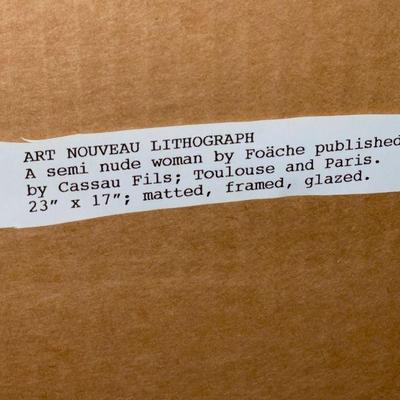 ART NOUVEAU LITHOGRAPH
A semi nude woman by Foäche published
by Cassau Fils; Toulouse and Paris.
23" x 17"; matted, framed, glazed.